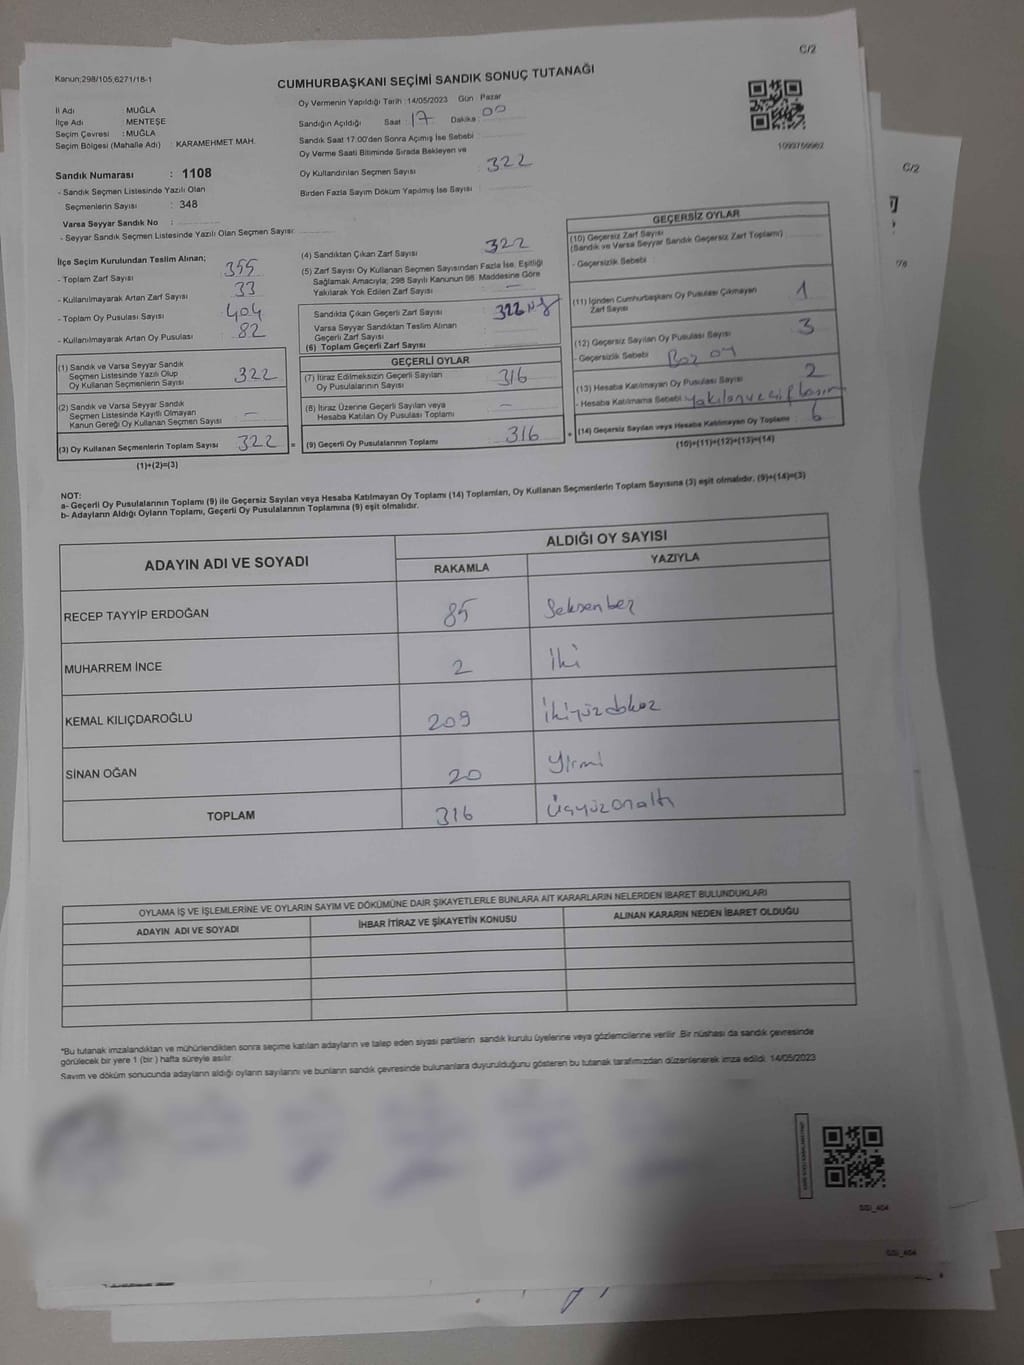 C/2
Kanun;298/105,6271/18-1
CUMHURBAŞKANI SEÇİMİ SANDIK SONUÇ TUTANAĞI
İl Adı : MUĞLA
İlçe Adı : MENTEŞE
Seçim Çevresi : MUĞLA
Seçim Bölgesi (Mahalle Adı) : KARAMEHMET MAH.
Oy Vermenin Yapıldığı Tarih :14/05/2023 Gün : Pazar
Sandığın Açıldığı Saat 17 Dakika 00
Sandık Saat 17.00'den Sonra Açılmış İse Sebebi
Oy Verme Saati Bitiminde Sırada Bekleyen ve
Oy Kullandırılan Seçmen Sayısı : 322
Birden Fazla Sayım Döküm Yapılmış İse Sayısı :
1099769962
Sandık Numarası : 1108
- Sandık Seçmen Listesinde Yazılı Olan
Seçmenlerin Sayısı : 348
Varsa Seyyar Sandık No :
- Seyyar Sandık Seçmen Listesinde Yazılı Olan Seçmen Sayısı:
İlçe Seçim Kurulundan Teslim Alınan;
- Toplam Zarf Sayısı : 355
- Kullanılmayarak Artan Zarf Sayısı : 33
- Toplam Oy Pusulası Sayısı : 404
- Kullanılmayarak Artan Oy Pusulası : 82
(1) Sandık ve Varsa Seyyar Sandık
Seçmen Listesinde Yazılı Olup
Oy Kullanan Seçmenlerin Sayısı : 322
(2) Sandık ve Varsa Seyyar Sandık
Seçmen Listesinde Kayıtlı Olmayan
Kanun Gereği Oy Kullanan Seçmen Sayısı : —
(3) Oy Kullanan Seçmenlerin Toplam Sayısı : 322
(1)+(2)=(3)
(4) Sandıktan Çıkan Zarf Sayısı : 322
(5) Zarf Sayısı Oy Kullanan Seçmen Sayısından Fazla İse, Eşitliği
Sağlamak Amacıyla; 298 Sayılı Kanunun 98. Maddesine Göre
Yakılarak Yok Edilen Zarf Sayısı : —
Sandıkta Çıkan Geçerli Zarf Sayısı : 322
Varsa Seyyar Sandıktan Teslim Alınan
Geçerli Zarf Sayısı
(6) Toplam Geçerli Zarf Sayısı :
GEÇERLİ OYLAR
(7) İtiraz Edilmeksizin Geçerli Sayılan
Oy Pusulalarının Sayısı : 316
(8) İtiraz Üzerine Geçerli Sayılan veya
Hesaba Katılan Oy Pusulası Toplamı : —
(9) Geçerli Oy Pusulalarının Toplamı : 316
GEÇERSİZ OYLAR
(10) Geçersiz Zarf Sayısı
(Sandık ve Varsa Seyyar Sandık Geçersiz Zarf Toplamı) :
- Geçersizlik Sebebi :
(11) İçinden Cumhurbaşkanı Oy Pusulası Çıkmayan
Zarf Sayısı : 1
(12) Geçersiz Sayılan Oy Pusulası Sayısı : 3
- Geçersizlik Sebebi : Boz oy
(13) Hesaba Katılmayan Oy Pusulası Sayısı : 2
- Hesaba Katılmama Sebebi : yakılan ve çift basım
(14) Geçersiz Sayılan veya Hesaba Katılmayan Oy Toplamı : 6
(10)+(11)+(12)+(13)=(14)
NOT:
a- Geçerli Oy Pusulalarının Toplamı (9) ile Geçersiz Sayılan veya Hesaba Katılmayan Oy Toplamı (14) Toplamları, Oy Kullanan Seçmenlerin Toplam Sayısına (3) eşit olmalıdır. (9)+(14)=(3)
b- Adayların Aldığı Oyların Toplamı, Geçerli Oy Pusulalarının Toplamına (9) eşit olmalıdır.
ADAYIN ADI VE SOYADI
ALDIĞI OY SAYISI
RAKAMLA YAZIYLA
RECEP TAYYİP ERDOĞAN 85 Seksenbeş
MUHARREM İNCE 2 İki
KEMAL KILIÇDAROĞLU 209 İkiyüzdokuz
SİNAN OĞAN 20 Yirmi
TOPLAM 316 Üçyüzonaltı
OYLAMA İŞ VE İŞLEMLERİNE VE OYLARIN SAYIM VE DÖKÜMÜNE DAİR ŞİKAYETLERLE BUNLARA AİT KARARLARIN NELERDEN İBARET BULUNDUKLARI
ADAYIN ADI VE SOYADI İHBAR İTİRAZ VE ŞİKAYETİN KONUSU ALINAN KARARIN NEDEN İBARET OLDUĞU
*Bu tutanak imzalandıktan ve mühürlendikten sonra seçime katılan adayların ve talep eden siyasi partilerin sandık kurulu üyelerine veya gözlemcilerine verilir. Bir nüshası da sandık çevresinde
görülecek bir yere 1 (bir ) hafta süreyle asılır.
Sayım ve döküm sonucunda adayların aldığı oyların sayılarını ve bunların sandık çevresinde bulunanlara duyurulduğunu gösteren bu tutanak tarafımızdan düzenlenerek imza edildi. 14/05/2023
C/2